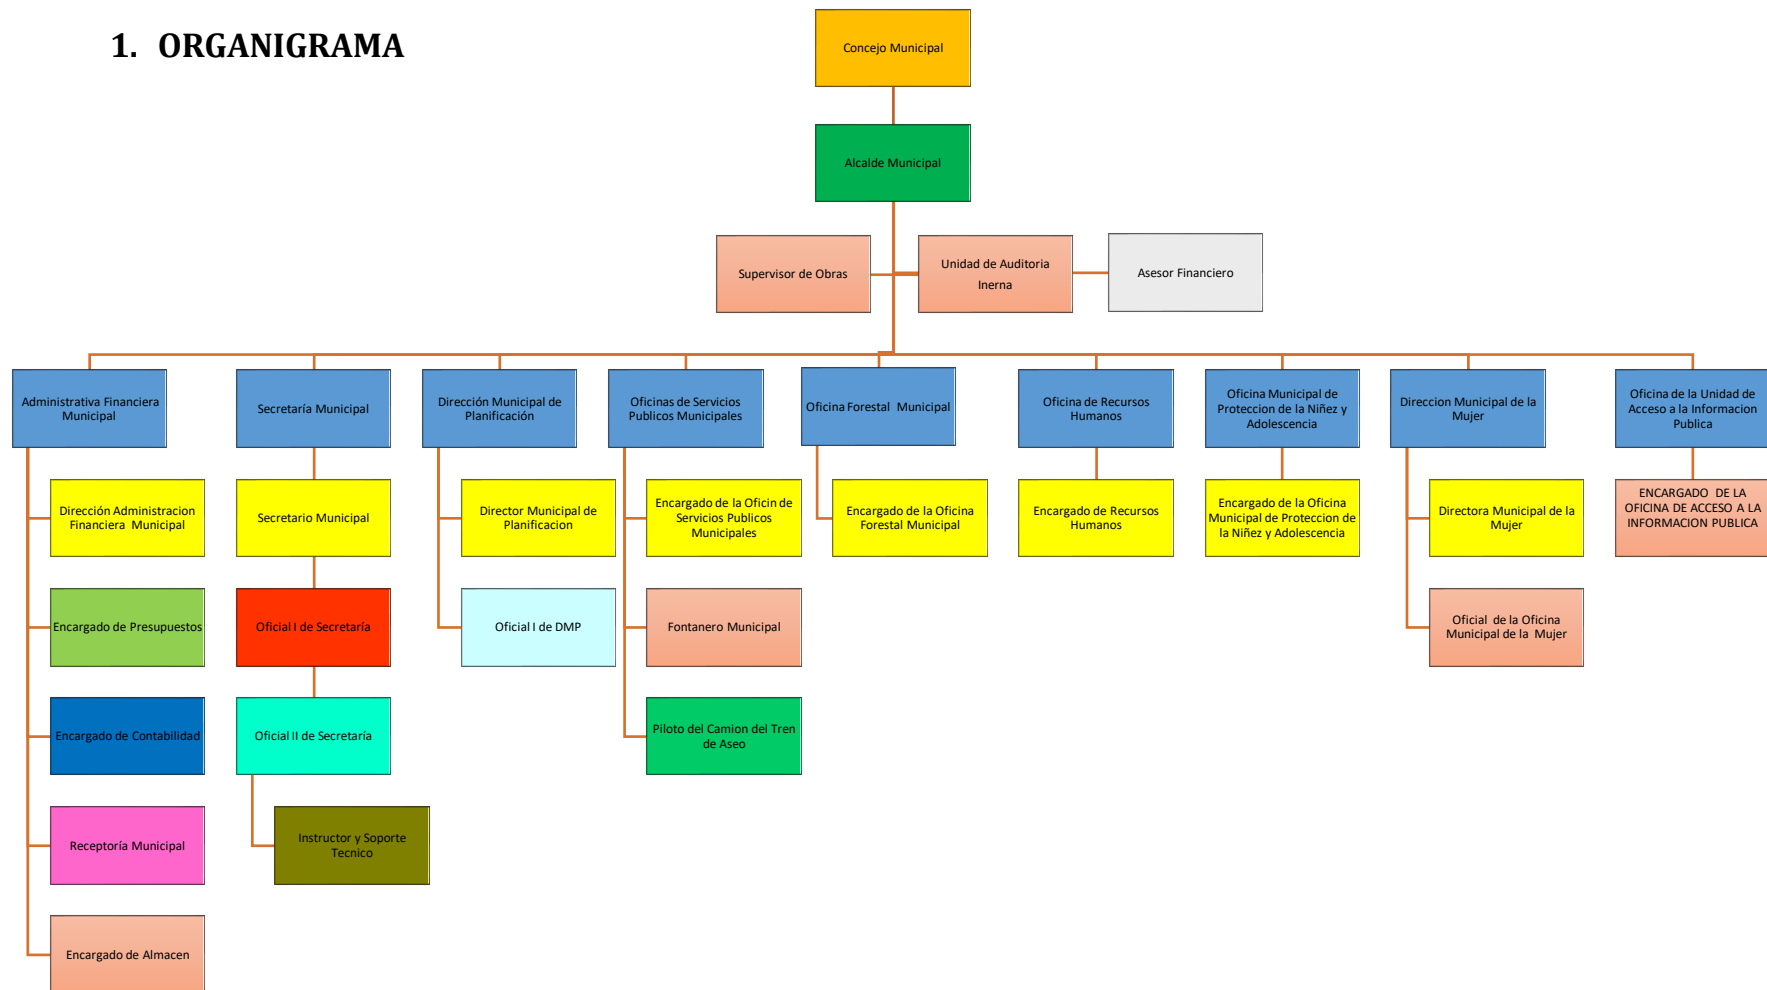 1. ORGANIGRAMA
Concejo Municipal
Alcalde Municipal
Supervisor de Obras
Unidad de Auditoria
Inerna
Asesor Financiero
Administrativa Financiera
Municipal
Secretaría Municipal
Dirección Municipal de
Planificación
Oficinas de Servicios
Publicos Municipales
Oficina Forestal Municipal
Oficina de Recursos
Humanos
Oficina Municipal de
Proteccion de la Niñez y
Adolescencia
Direccion Municipal de la
Mujer
Oficina de la Unidad de
Acceso a la Informacion
Publica
Dirección Administracion
Financiera Municipal
Secretario Municipal
Director Municipal de
Planificacion
Encargado de la Oficin de
Servicios Publicos
Municipales
Encargado de la Oficina
Forestal Municipal
Encargado de Recursos
Humanos
Encargado de la Oficina
Municipal de Proteccion de
la Niñez y Adolescencia
Directora Municipal de la
Mujer
ENCARGADO DE LA
OFICINA DE ACCESO A LA
INFORMACION PUBLICA
Encargado de Presupuestos
Oficial I de Secretaría
Oficial I de DMP
Fontanero Municipal
Oficial de la Oficina
Municipal de la Mujer
Encargado de Contabilidad
Oficial II de Secretaría
Piloto del Camion del Tren
de Aseo
Receptoría Municipal
Instructor y Soporte
Tecnico
Encargado de Almacen